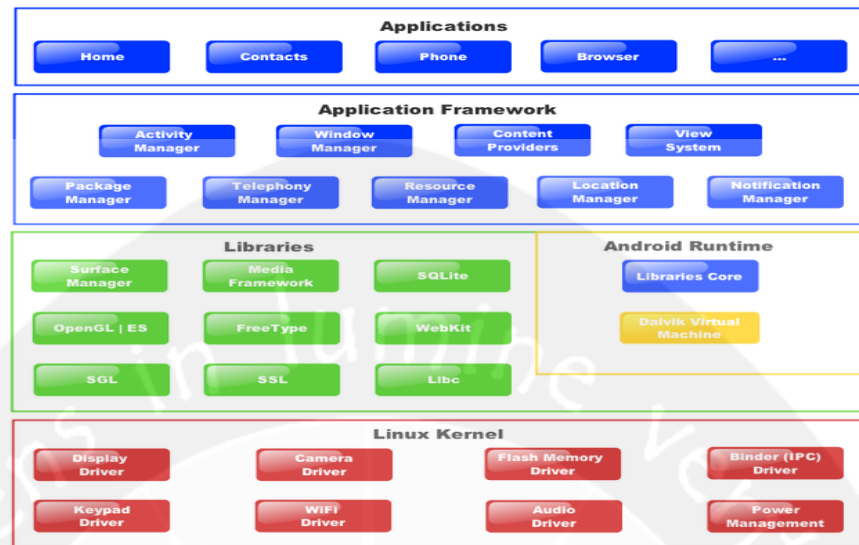 Applications
Home Contacts Phone Browser ...
Application Framework
Activity Manager
Window Manager
Content Providers
View System
Package Manager
Telephony Manager
Resource Manager
Location Manager
Notification Manager
Libraries
Surface Manager
Media Framework
SQLite
OpenGL | ES
FreeType
WebKit
SGL
SSL
Libc
Android Runtime
Libraries Core
Dalvik Virtual Machine
Linux Kernel
Display Driver
Camera Driver
Flash Memory Driver
Binder (IPC) Driver
Keypad Driver
WiFi Driver
Audio Driver
Power Management
in lumine